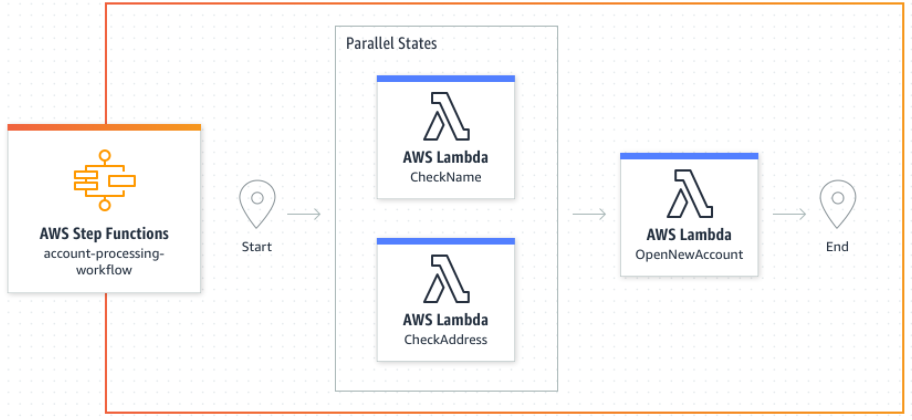 Parallel States
AWS Lambda
CheckName
AWS Step Functions
account-processing-
workflow
Start
AWS Lambda
CheckAddress
AWS Lambda
OpenNewAccount
End